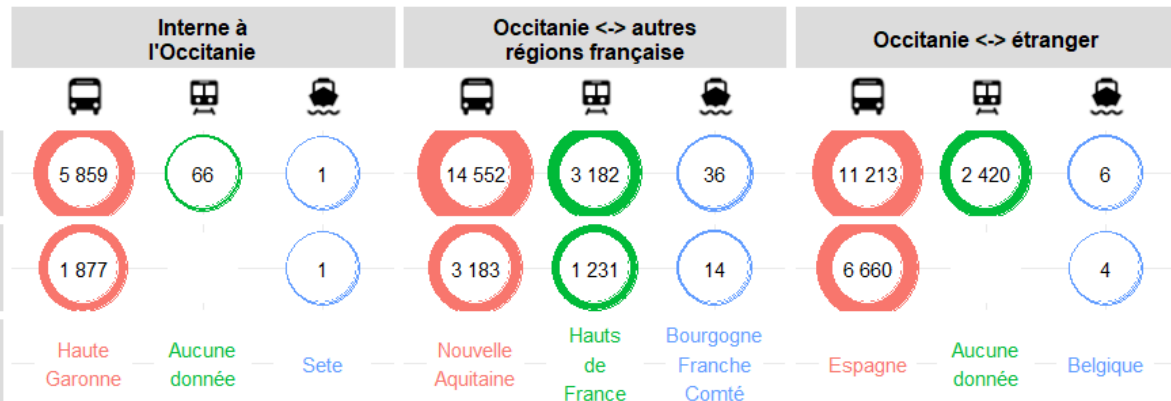 Interne à
l'Occitanie
Occitanie <-> autres
régions française
Occitanie <-> étranger
5 859 66 1 14 552 3 182 36 11 213 2 420 6
1 877 1 3 183 1 231 14 6 660 4
Haute
Garonne
Aucune
donnée
Sete
Nouvelle
Aquitaine
Hauts
de
France
Bourgogne
Franche
Comté
Espagne
Aucune
donnée
Belgique